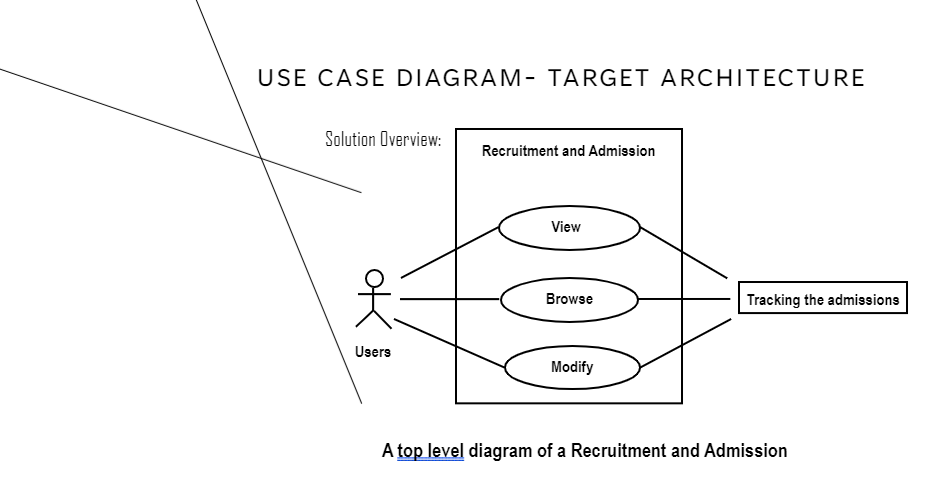 USE CASE DIAGRAM- TARGET ARCHITECTURE
Solution Overview:
Recruitment and Admission
View
Browse
Tracking the admissions
Users
Modify
A top level diagram of a Recruitment and Admission